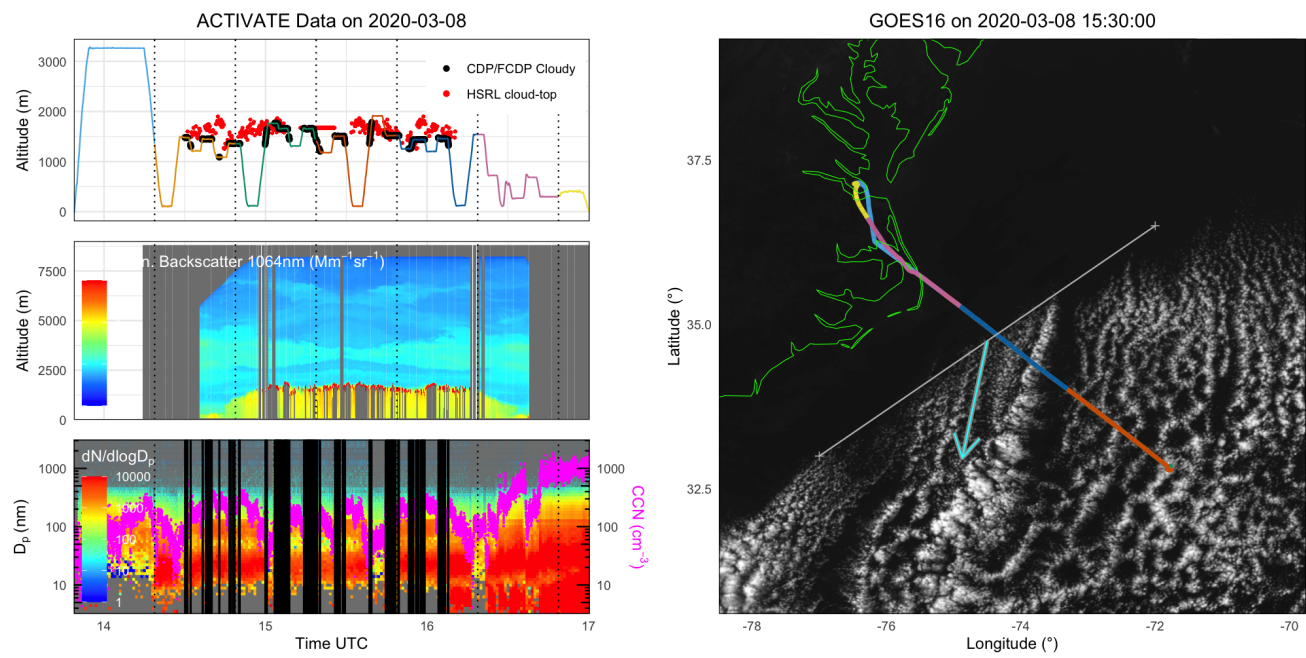 ACTIVATE Data on 2020-03-08
GOES16 on 2020-03-08 15:30:00
Altitude (m)
3000
2000
1000
0
CDP/FCDP Cloudy
HSRL cloud-top
Altitude (m)
7500
5000
2500
0
n. Backscatter 1064nm (Mm⁻¹sr⁻¹)
Dₚ (nm)
1000
100
10
dN/dlogDₚ
10000
1000
100
10
1
1000
100
10
CCN (cm⁻³)
14
15
16
17
Time UTC
Latitude (°)
37.5
35.0
32.5
-78
-76
-74
-72
-70
Longitude (°)